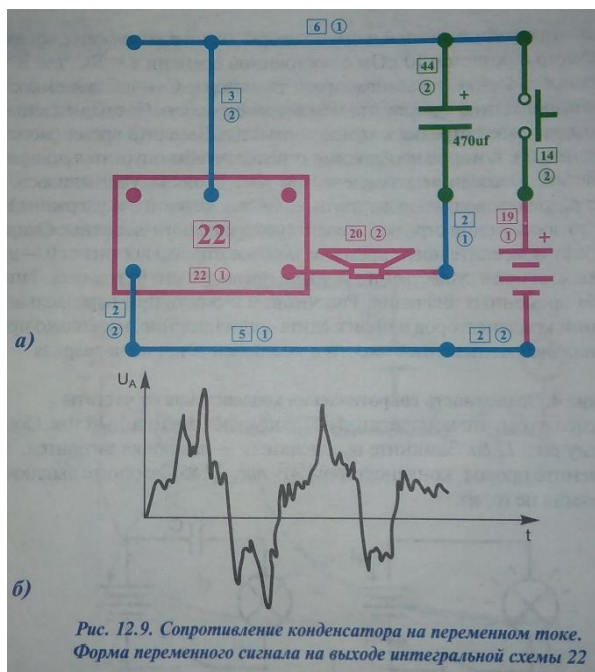 6 ①
3
②
44
②
+
470uf
14
②
22
2
①
19
①
+
20 ②
22 ①
2
②
5 ①
2 ②
а)
U_A
t
б)
Рис. 12.9. Сопротивление конденсатора на переменном токе.
Форма переменного сигнала на выходе интегральной схемы 22